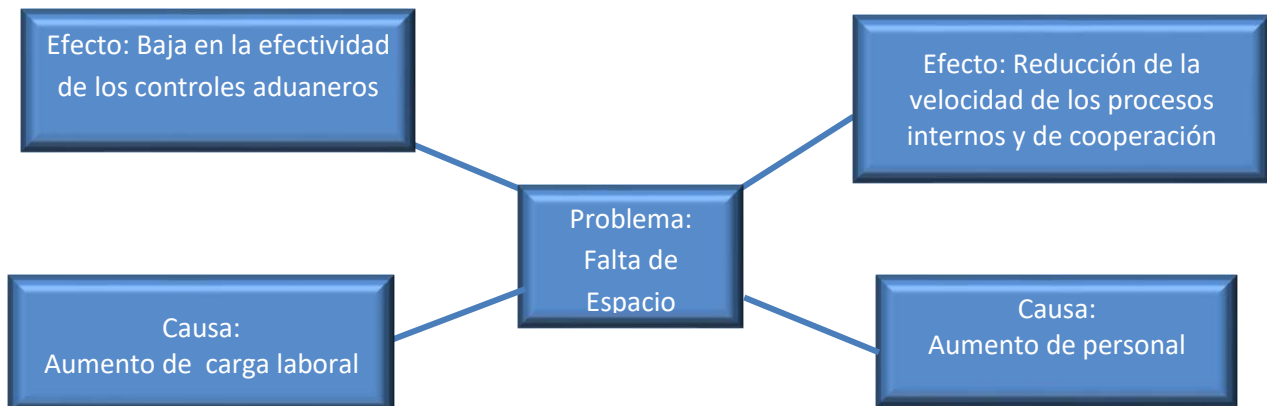 Efecto: Baja en la efectividad
de los controles aduaneros
Efecto: Reducción de la
velocidad de los procesos
internos y de cooperación
Problema:
Falta de
Espacio
Causa:
Aumento de  carga laboral
Causa:
Aumento de personal